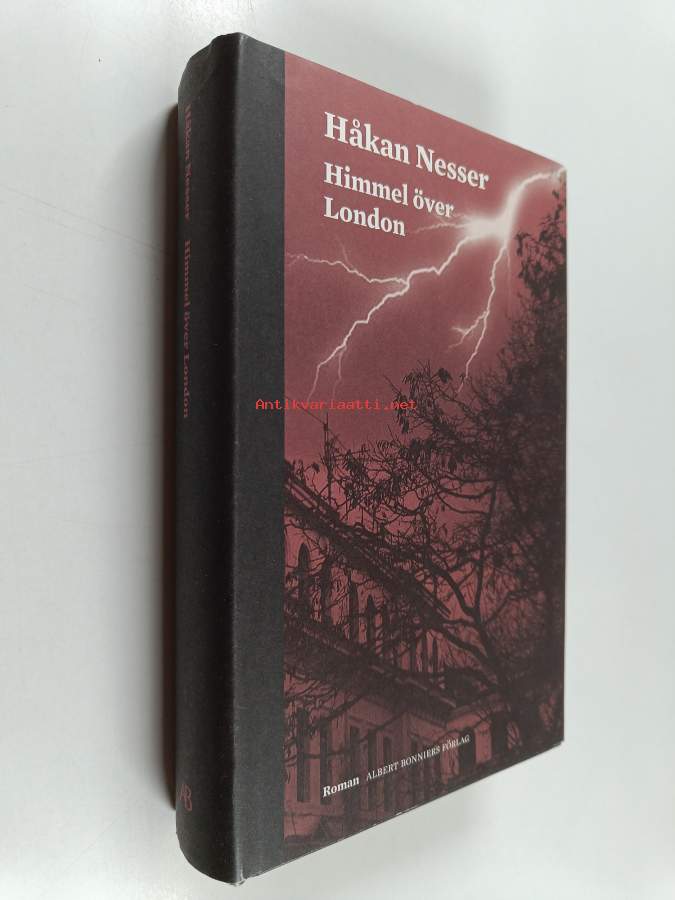 Håkan Nesser
Himmel över
London
Antikvariaatti.net
Roman ALBERT BONNIERS FÖRLAG
Håkan Nesser Himmel över London
AB